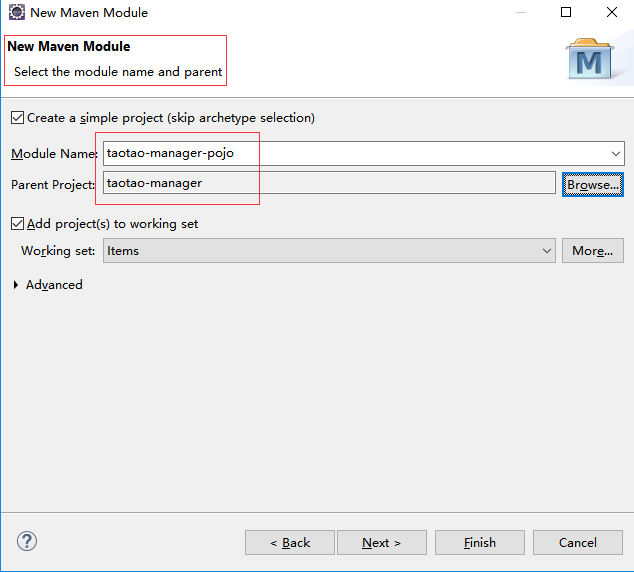 New Maven Module
New Maven Module
Select the module name and parent
M
Create a simple project (skip archetype selection)
Module Name: taotao-manager-pojo
Parent Project: taotao-manager Browse...
Add project(s) to working set
Working set: Items More...
Advanced
? < Back Next > Finish Cancel